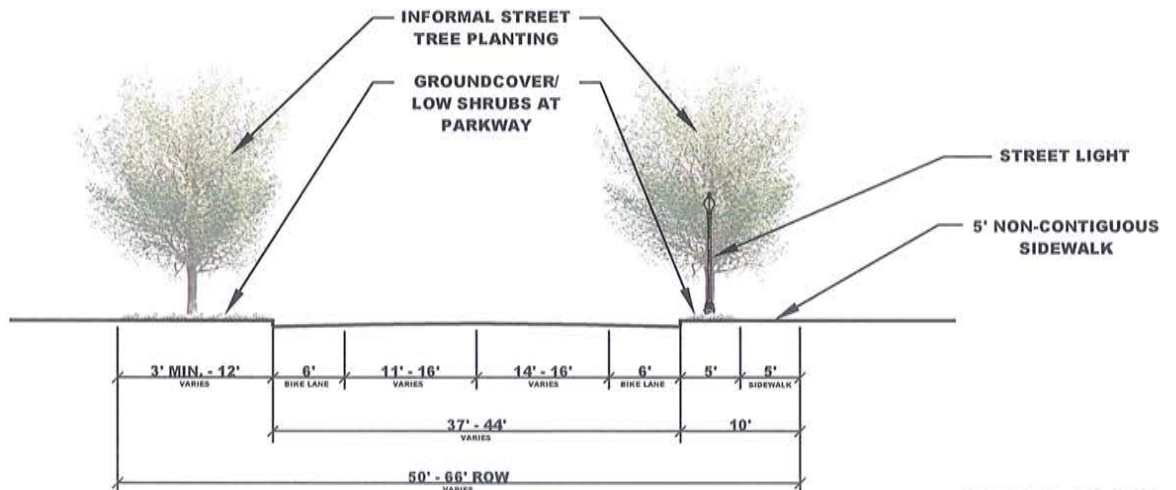 INFORMAL STREET
TREE PLANTING
GROUNDCOVER/
LOW SHRUBS AT
PARKWAY
STREET LIGHT
5' NON-CONTIGUOUS
SIDEWALK
3' MIN. - 12'
VARIES
6'
BIKE LANE
11' - 16'
VARIES
14' - 16'
VARIES
6'
BIKE LANE
5'
5'
SIDEWALK
37' - 44'
VARIES
10'
50' - 66' ROW
VARIES